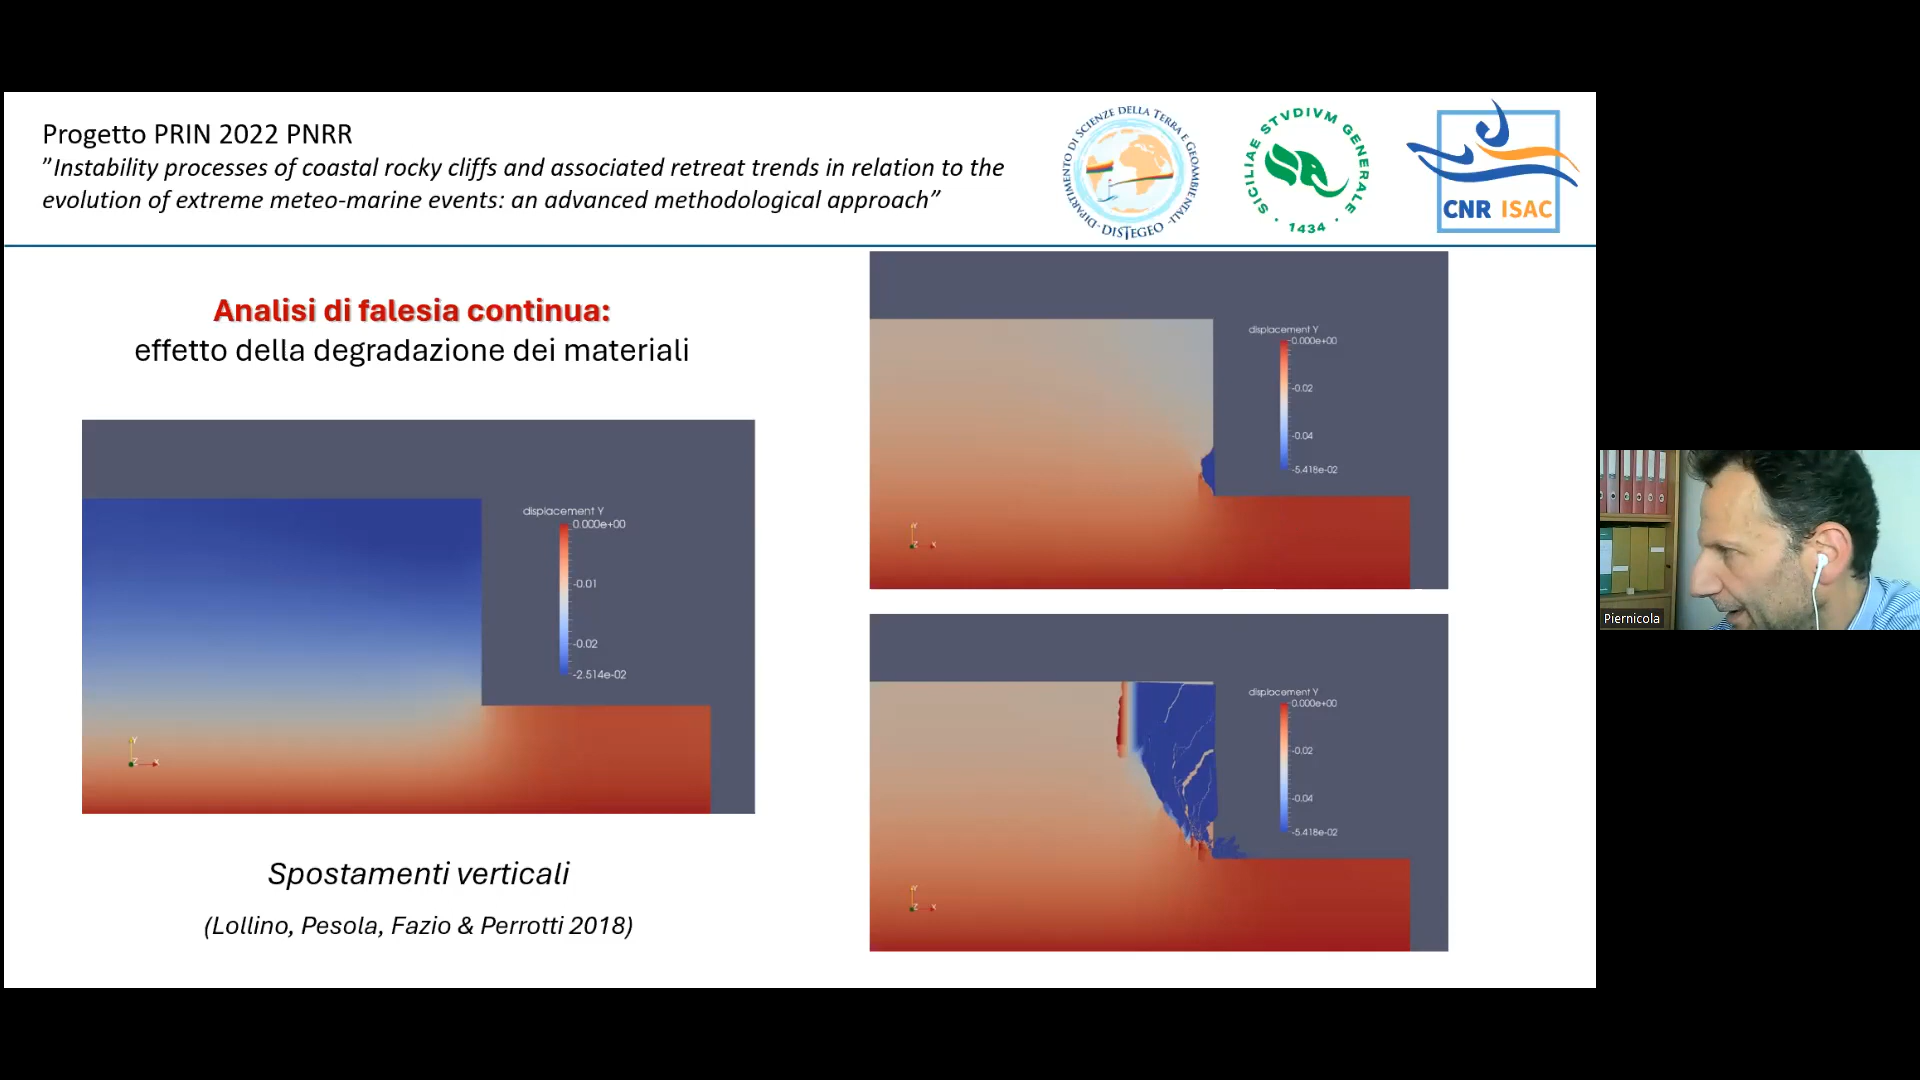 Progetto PRIN 2022 PNRR
”Instability processes of coastal rocky cliffs and associated retreat trends in relation to the
evolution of extreme meteo-marine events: an advanced methodological approach”
DIPARTIMENTO DI SCIENZE DELLA TERRA E GEOAMBIENTALI
DISTEGEO
SICILIAE STVDIVM GENERALE
1434
CNR ISAC
Analisi di falesia continua:
effetto della degradazione dei materiali
displacement Y
0.000e+00
-0.01
-0.02
-2.514e-02
Y
Z
X
Spostamenti verticali
(Lollino, Pesola, Fazio & Perrotti 2018)
displacement Y
0.000e+00
-0.02
-0.04
-5.418e-02
Y
Z
X
displacement Y
0.000e+00
-0.02
-0.04
-5.418e-02
Y
Z
X
Piernicola